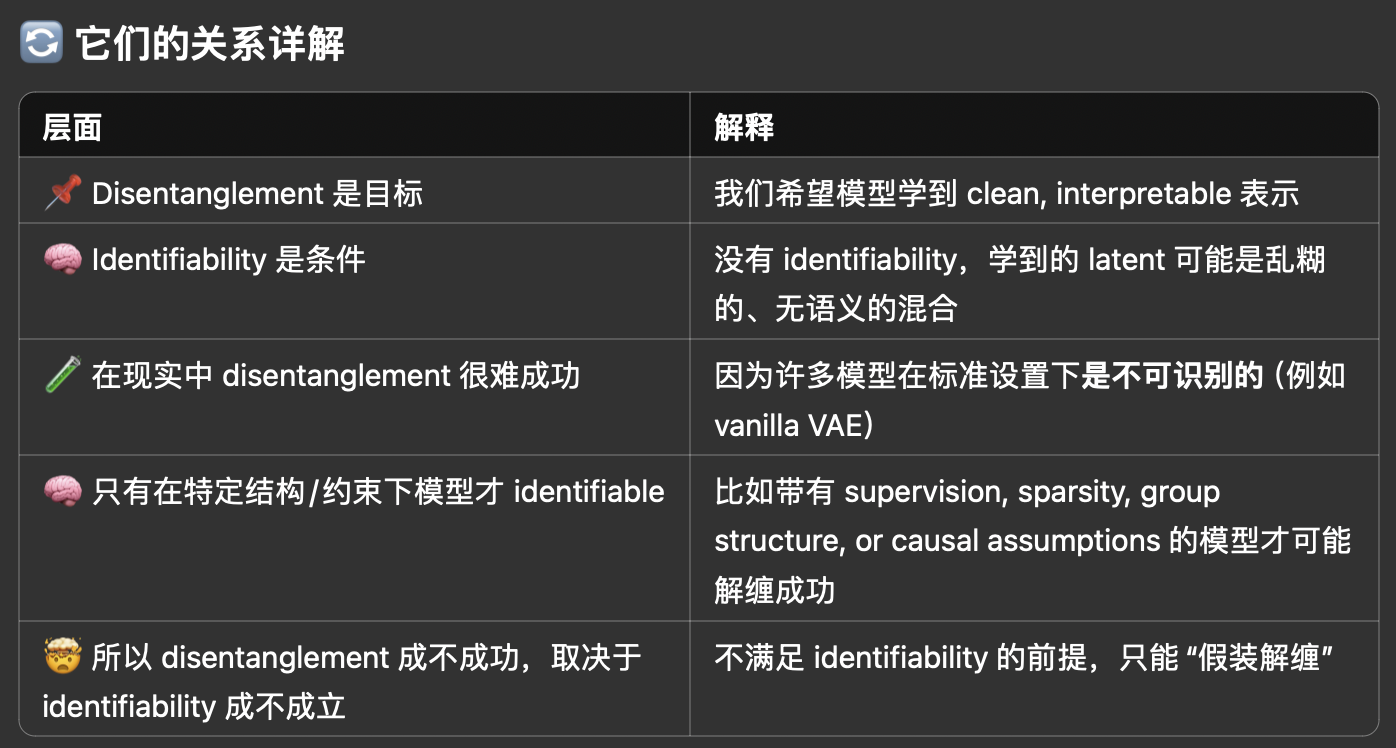 🔄 它们的关系详解
层面
解释
📌 Disentanglement 是目标
我们希望模型学到 clean, interpretable 表示
🧠 Identifiability 是条件
没有 identifiability，学到的 latent 可能是乱糊
的、无语义的混合
🧪 在现实中 disentanglement 很难成功
因为许多模型在标准设置下是不可识别的（例如
vanilla VAE）
🧠 只有在特定结构/约束下模型才 identifiable
比如带有 supervision, sparsity, group
structure, or causal assumptions 的模型才可能
解缠成功
🤯 所以 disentanglement 成不成功，取决于
identifiability 成不成立
不满足 identifiability 的前提，只能 “假装解缠”